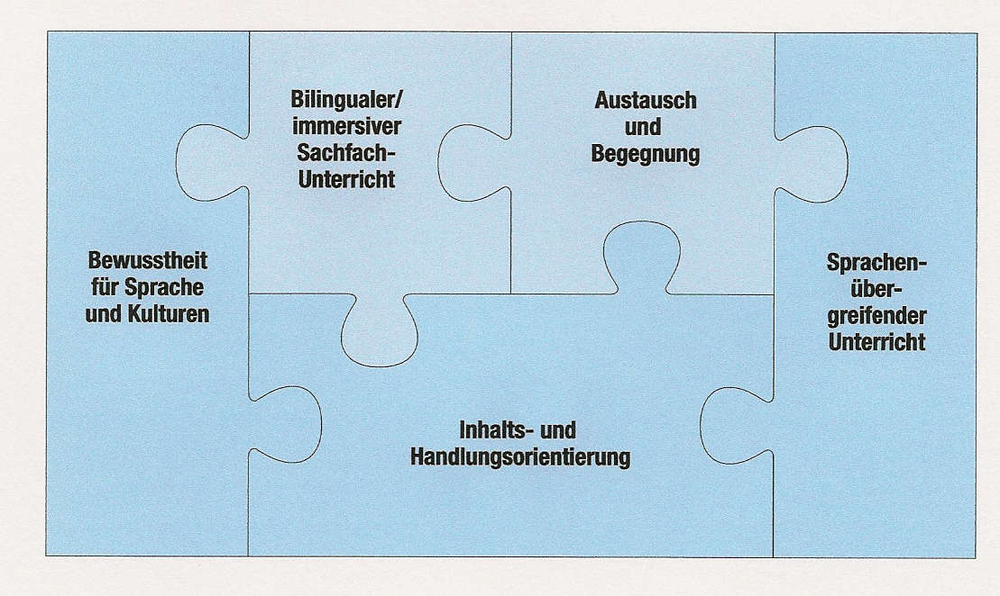 Bilingualer/
immersiver
Sachfach-
Unterricht
Austausch
und
Begegnung
Bewusstheit
für Sprache
und Kulturen
Sprachen-
über-
greifender
Unterricht
Inhalts- und
Handlungsorientierung